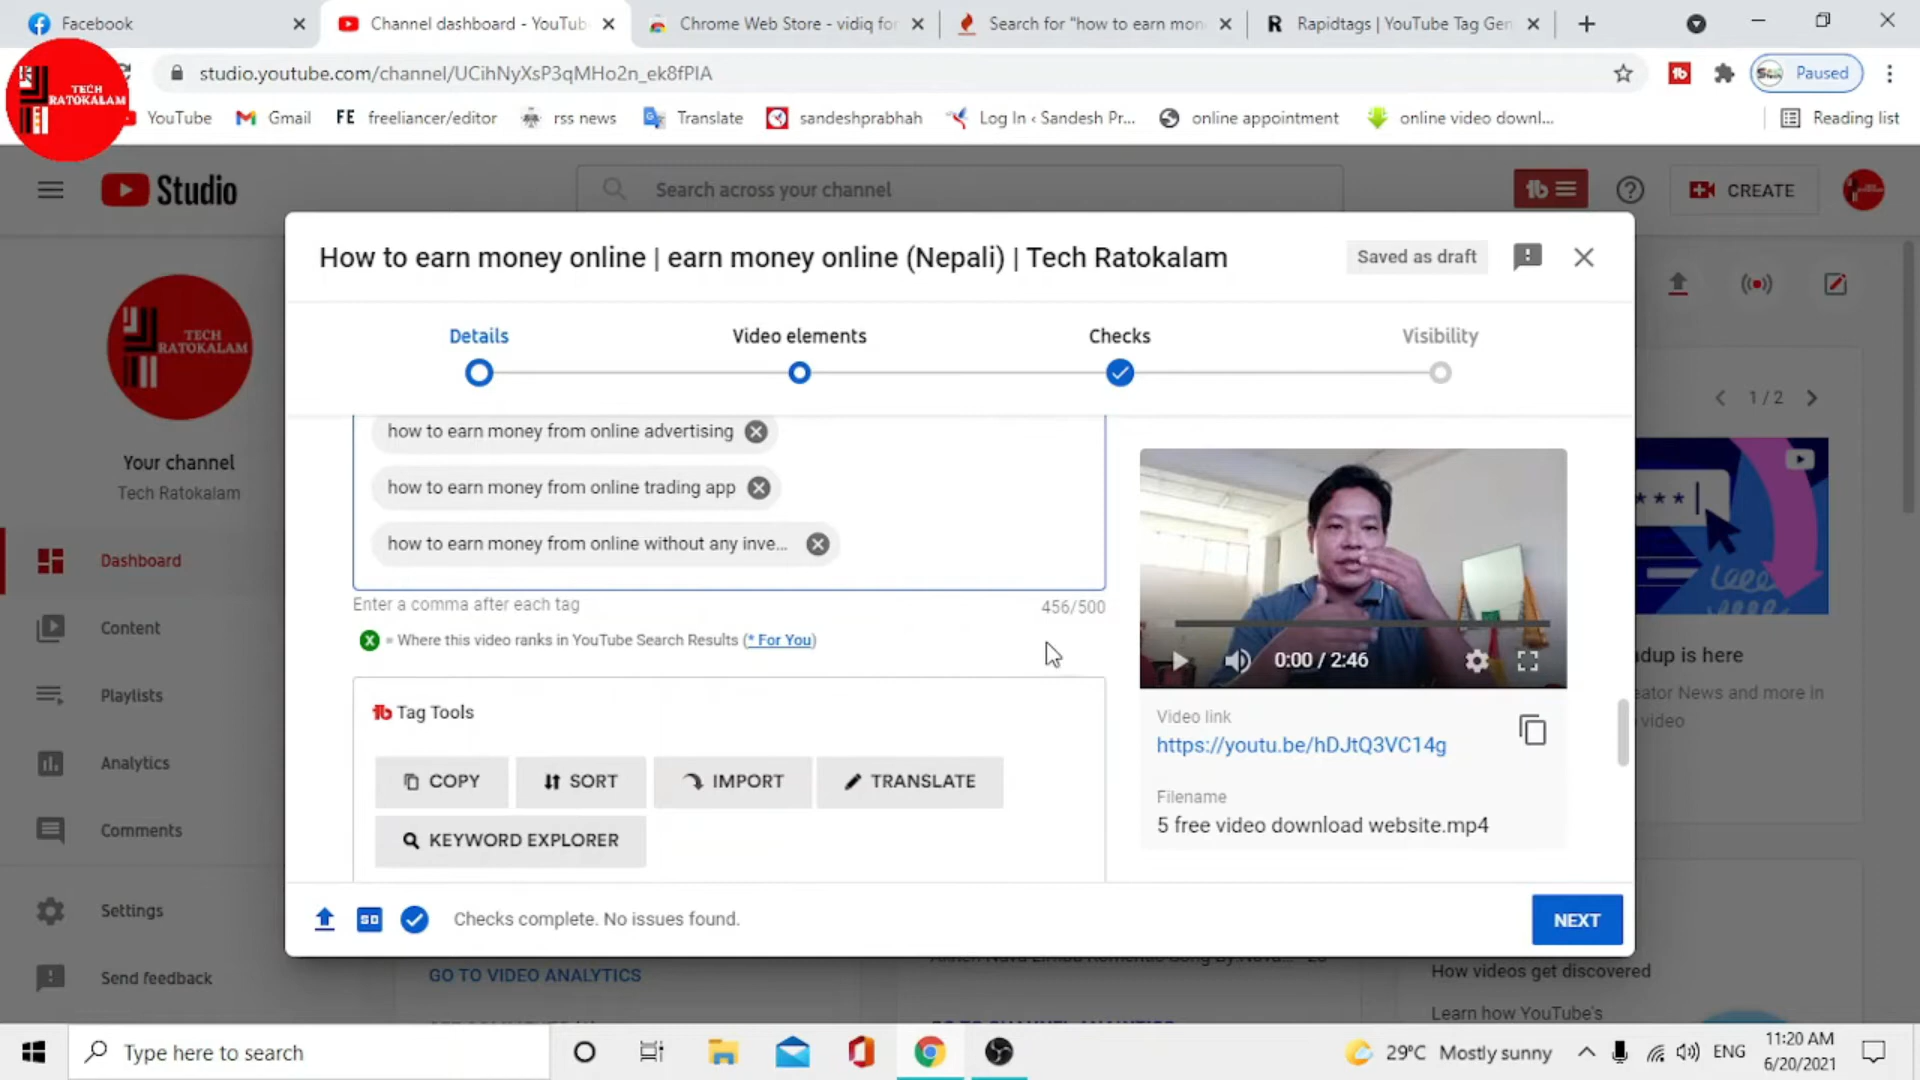 Facebook
Channel dashboard - YouTub
Chrome Web Store - vidiq for
Search for "how to earn mon
Rapidtags | YouTube Tag Gen
studio.youtube.com/channel/UCihNyXsP3qMHo2n_ek8fPIA
Paused
TECH
RATOKALAM
YouTube
Gmail
FE freeliancer/editor
rss news
Translate
sandeshprabhah
Log In ‹ Sandesh Pr...
online appointment
online video downl...
Reading list
Studio
Search across your channel
CREATE
How to earn money online | earn money online (Nepali) | Tech Ratokalam
Saved as draft
Details
Video elements
Checks
Visibility
TECH
RATOKALAM
Your channel
Tech Ratokalam
Dashboard
Content
Playlists
Analytics
Comments
Settings
Send feedback
how to earn money from online advertising
how to earn money from online trading app
how to earn money from online without any inve...
Enter a comma after each tag
456/500
X = Where this video ranks in YouTube Search Results (* For You)
Tag Tools
COPY
SORT
IMPORT
TRANSLATE
KEYWORD EXPLORER
0:00 / 2:46
Video link
https://youtu.be/hDJtQ3VC14g
Filename
5 free video download website.mp4
SD
Checks complete. No issues found.
NEXT
1 / 2
dup is here
eator News and more in
video
GO TO VIDEO ANALYTICS
How videos get discovered
Learn how YouTube's
Type here to search
29°C Mostly sunny
ENG
11:20 AM
6/20/2021